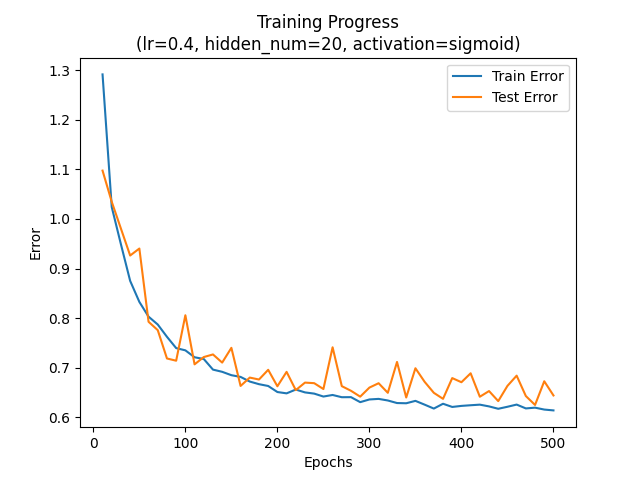 Training Progress
(lr=0.4, hidden_num=20, activation=sigmoid)
Train Error
Test Error
1.3
1.2
1.1
1.0
0.9
0.8
0.7
0.6
Error
0
100
200
300
400
500
Epochs